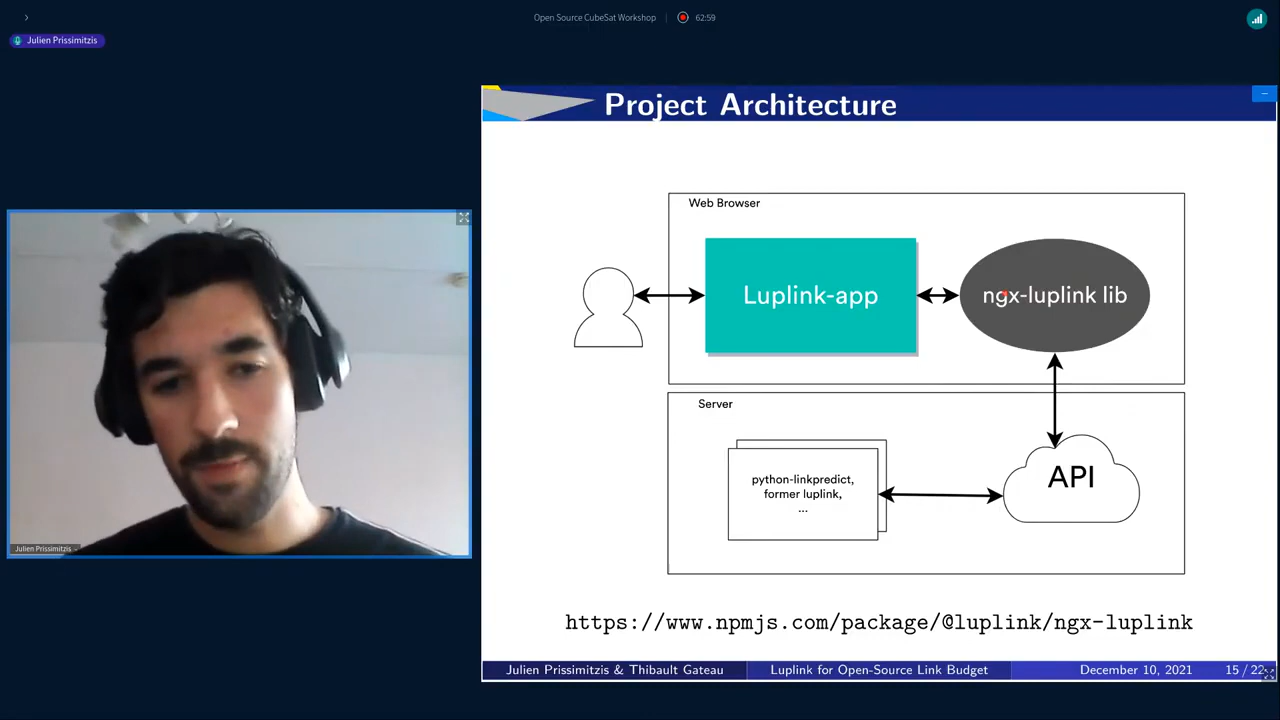 Open Source CubeSat Workshop
62:59
Julien Prissimitzis
Julien Prissimitzis
Project Architecture
Web Browser
Luplink-app
ngx-luplink lib
Server
python-linkpredict,
former luplink,
...
API
https://www.npmjs.com/package/@luplink/ngx-luplink
Julien Prissimitzis & Thibault Gateau
Luplink for Open-Source Link Budget
December 10, 2021
15 / 22